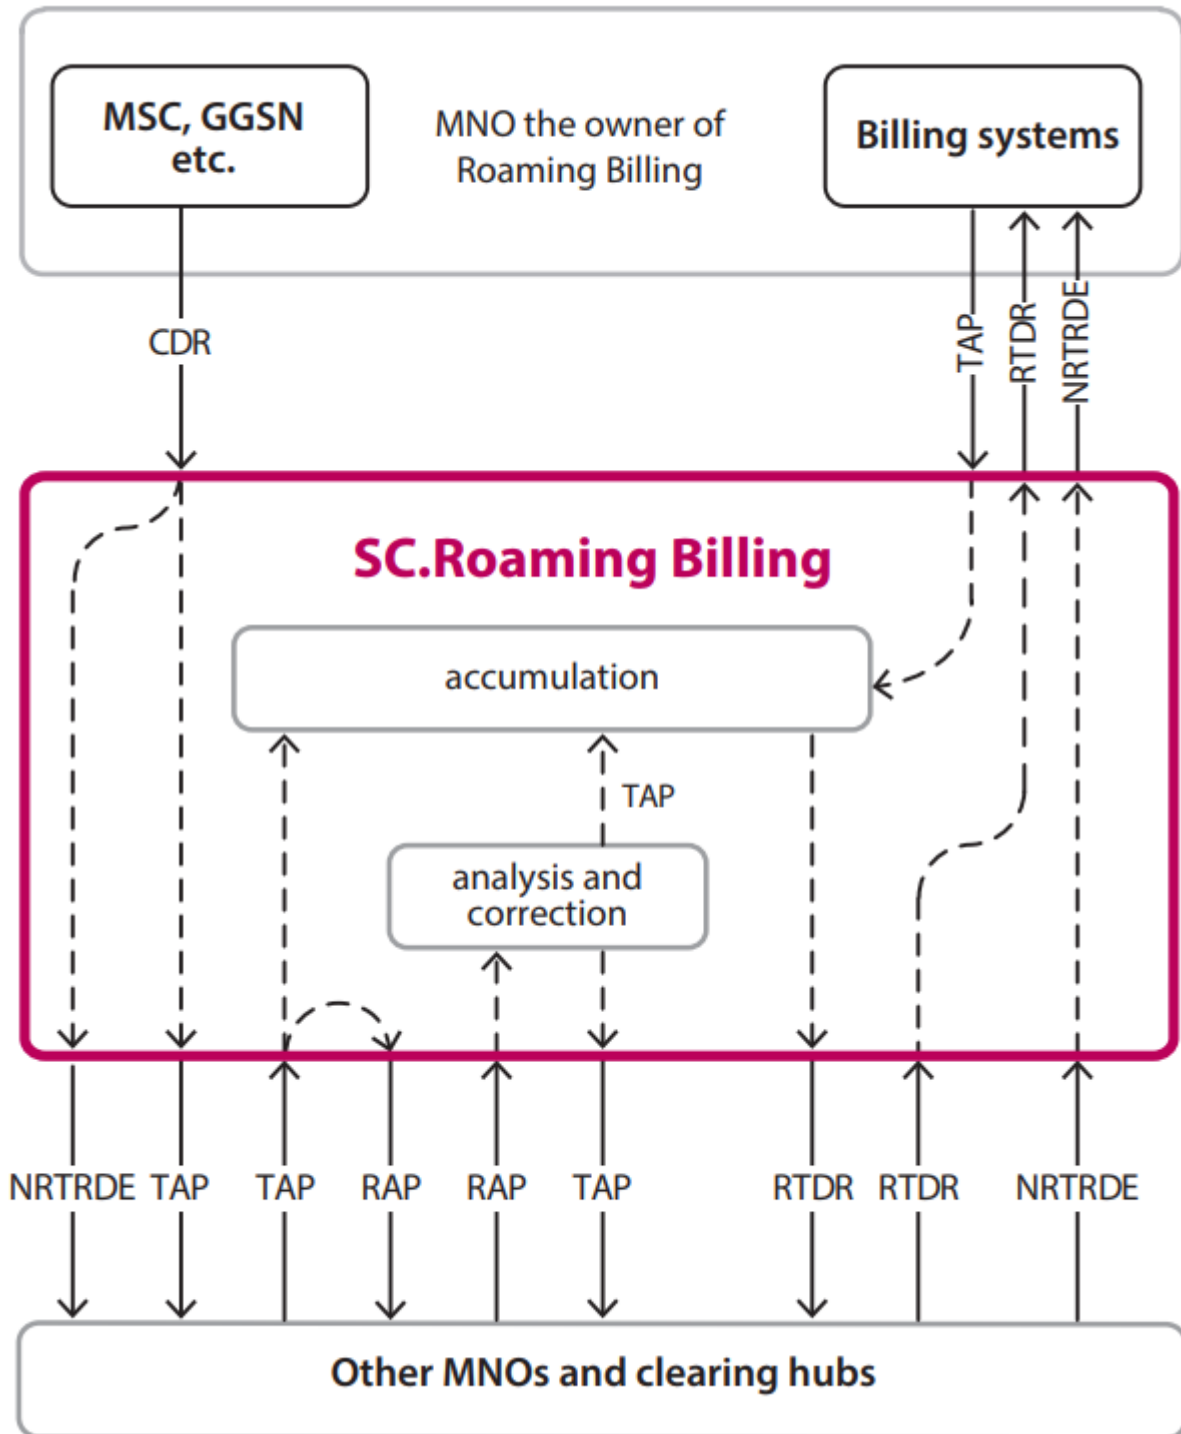 MSC, GGSN
etc.
MNO the owner of
Roaming Billing
Billing systems
CDR
TAP
RTDR
NRTRDE
SC.Roaming Billing
accumulation
TAP
analysis and
correction
NRTRDE
TAP
TAP
RAP
RAP
TAP
RTDR
RTDR
NRTRDE
Other MNOs and clearing hubs